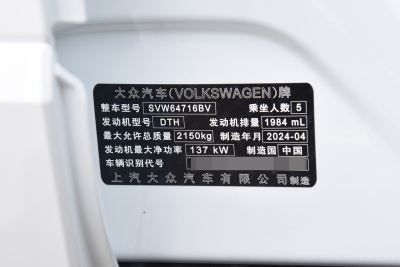 大众汽车(VOLKSWAGEN)牌
整车型号 SVW64716BV 乘坐人数 5
发动机型号 DTH 发动机排量 1984 mL
最大允许总质量 2150kg 制造年月 2024-04
发动机最大净功率 137 kW 制造国 中国
车辆识别代号
上汽大众汽车有限公司 制造